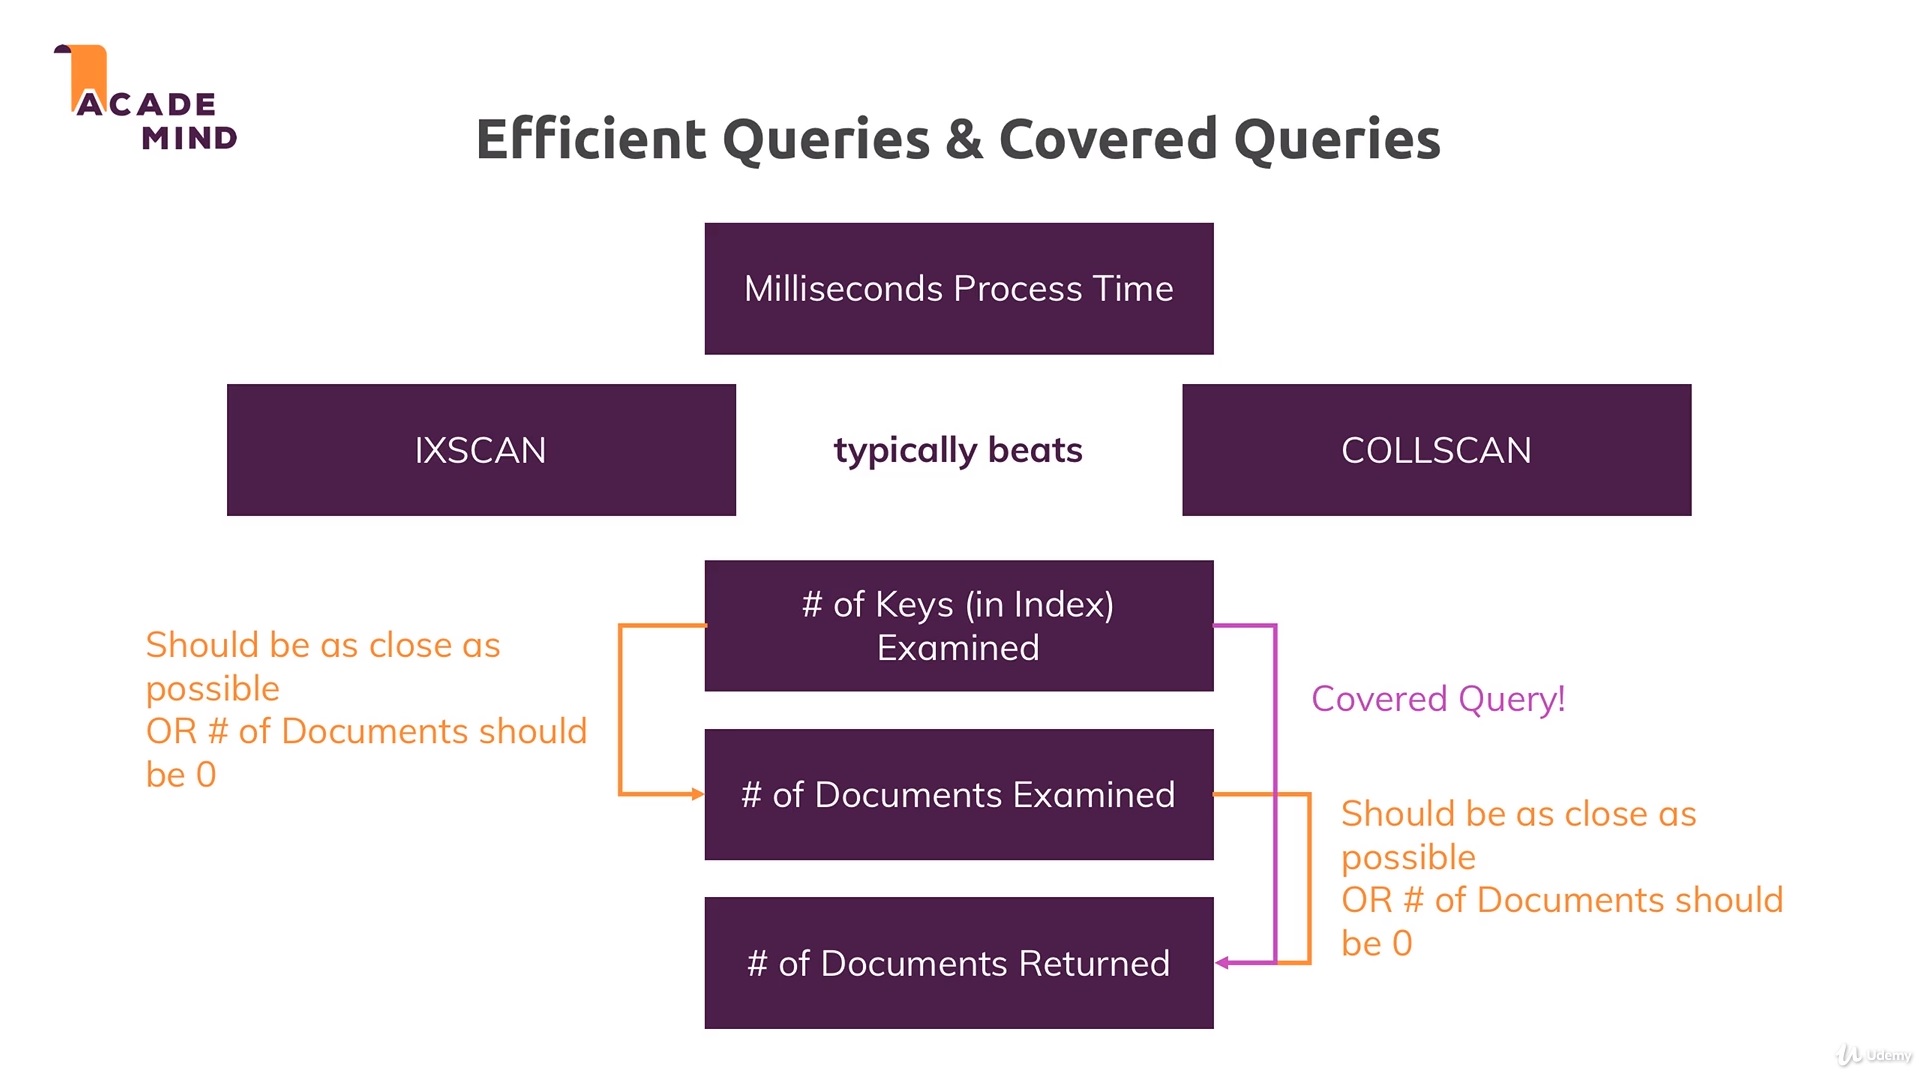 ACADE
MIND
Efficient Queries & Covered Queries
Milliseconds Process Time
IXSCAN
typically beats
COLLSCAN
# of Keys (in Index)
Examined
Should be as close as
possible
OR # of Documents should
be 0
Covered Query!
# of Documents Examined
Should be as close as
possible
OR # of Documents should
be 0
# of Documents Returned
Udemy